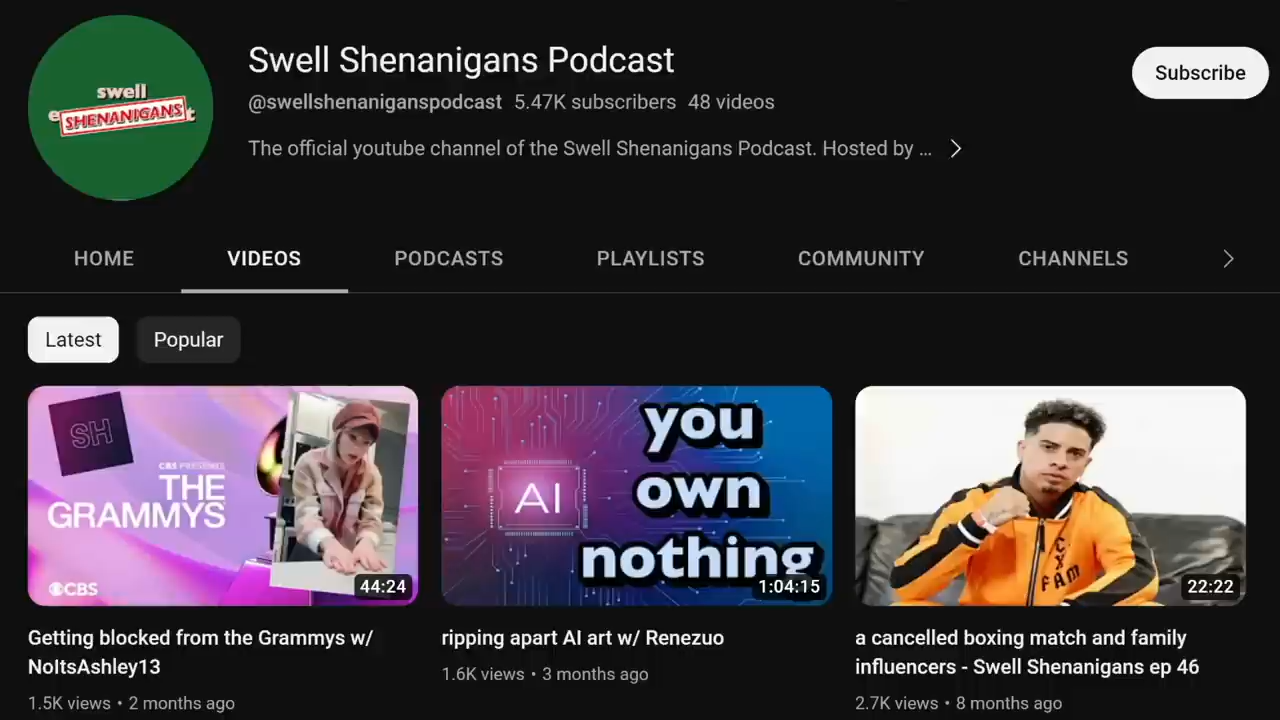 swell
SHENANIGANS
Swell Shenanigans Podcast
@swellshenaniganspodcast 5.47K subscribers 48 videos
The official youtube channel of the Swell Shenanigans Podcast. Hosted by ...
Subscribe
HOME VIDEOS PODCASTS PLAYLISTS COMMUNITY CHANNELS
Latest Popular
SH
CBS PRESENTS
THE
GRAMMYS
CBS
44:24
AI
you
own
nothing
1:04:15
FAM
22:22
Getting blocked from the Grammys w/
NoItsAshley13
1.5K views • 2 months ago
ripping apart AI art w/ Renezuo
1.6K views • 3 months ago
a cancelled boxing match and family
influencers - Swell Shenanigans ep 46
2.7K views • 8 months ago